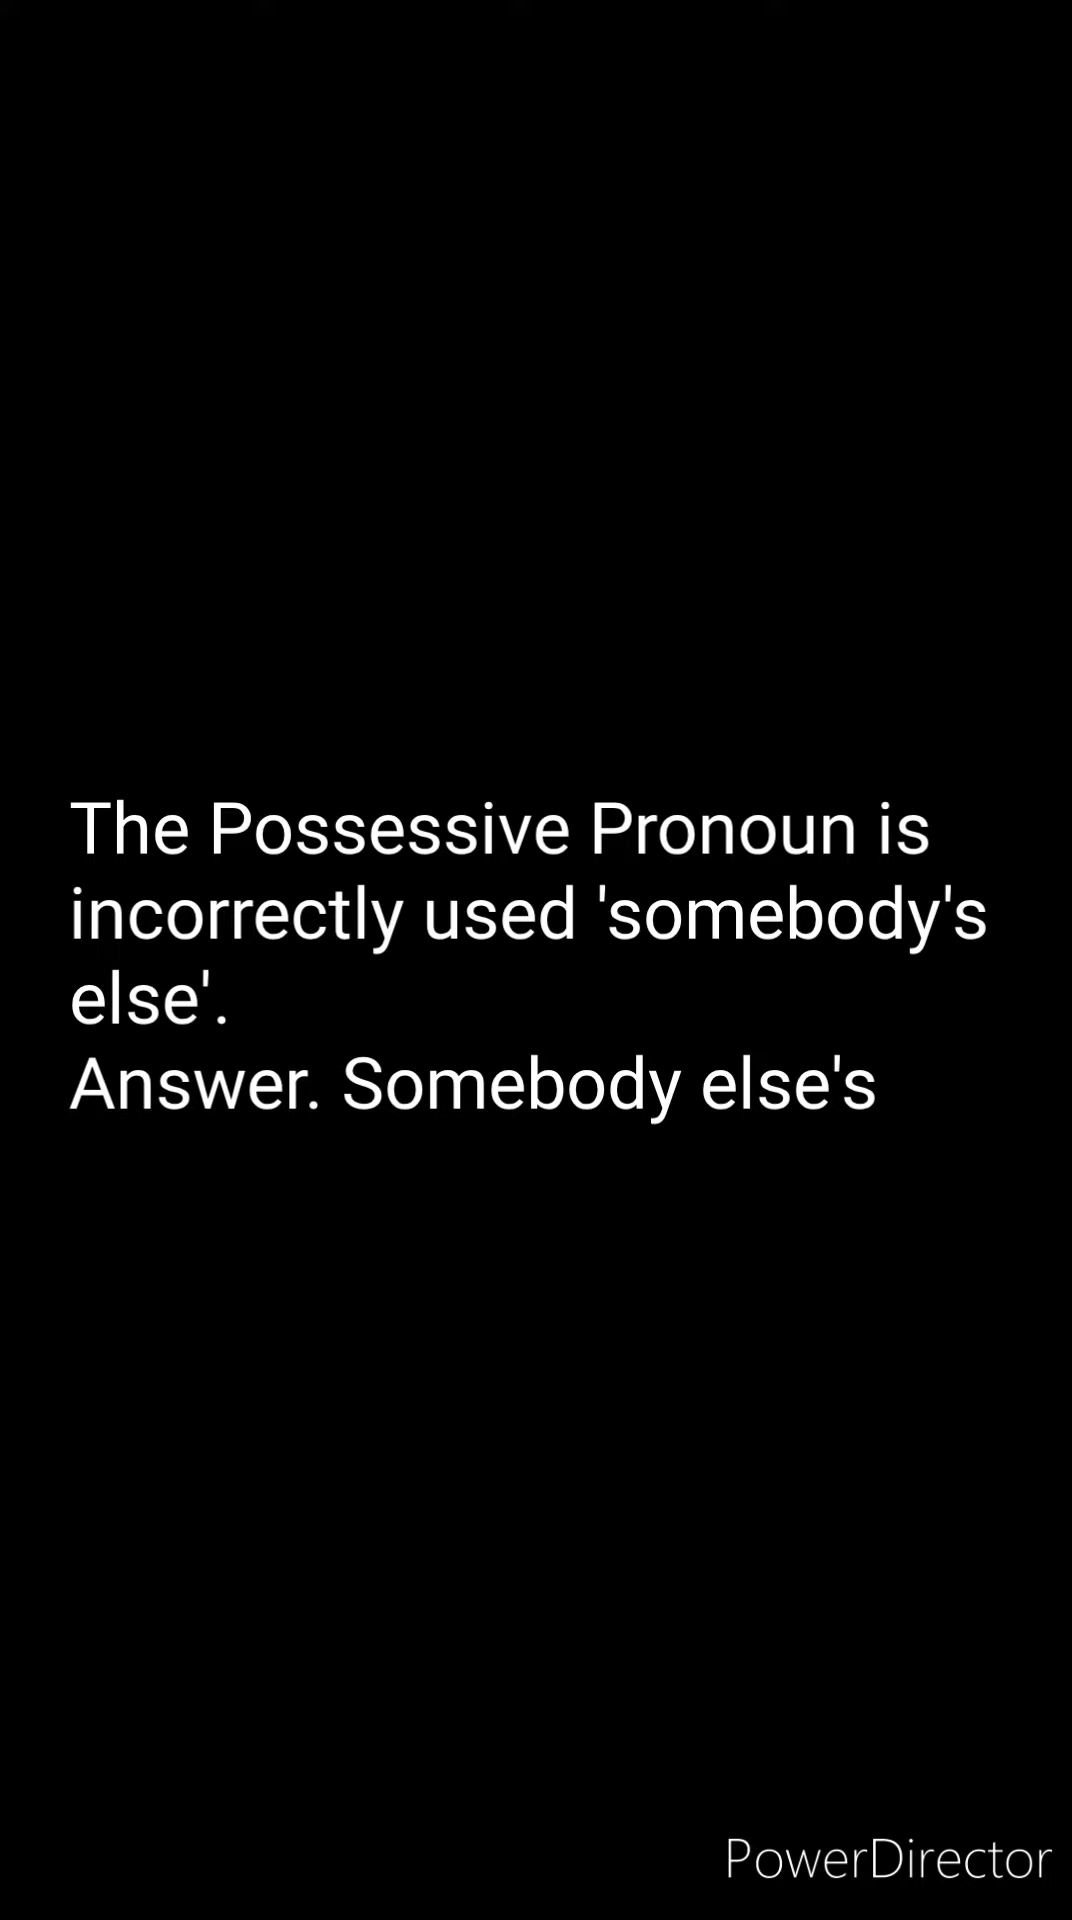 The Possessive Pronoun is
incorrectly used 'somebody's
else'.
Answer. Somebody else's
PowerDirector